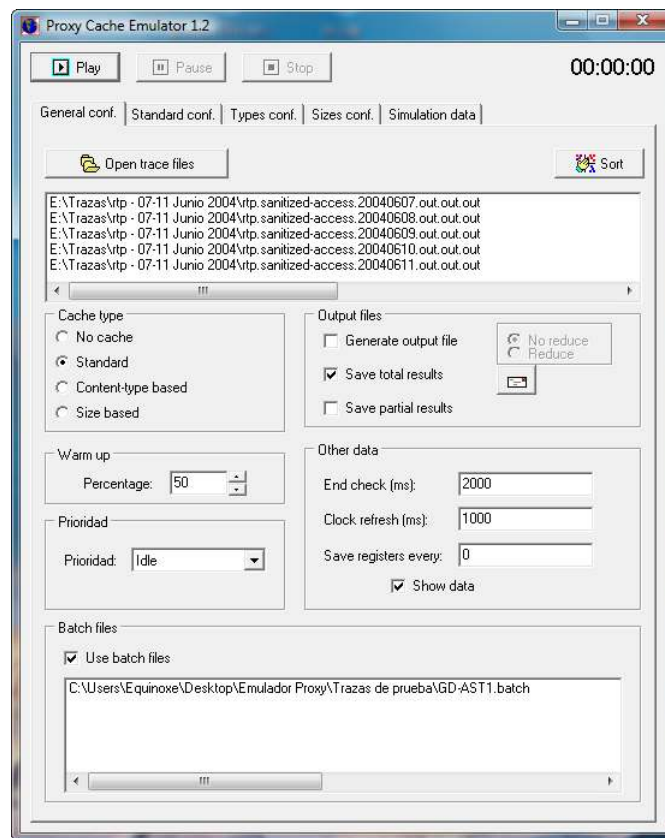 Proxy Cache Emulator 1.2
Play
Pause
Stop
00:00:00
General conf.
Standard conf.
Types conf.
Sizes conf.
Simulation data
Open trace files
Sort
E:\Trazas\rtp - 07-11 Junio 2004\rtp.sanitized-access.20040607.out.out.out
E:\Trazas\rtp - 07-11 Junio 2004\rtp.sanitized-access.20040608.out.out.out
E:\Trazas\rtp - 07-11 Junio 2004\rtp.sanitized-access.20040609.out.out.out
E:\Trazas\rtp - 07-11 Junio 2004\rtp.sanitized-access.20040610.out.out.out
E:\Trazas\rtp - 07-11 Junio 2004\rtp.sanitized-access.20040611.out.out.out
Cache type
No cache
Standard
Content-type based
Size based
Output files
Generate output file
No reduce
Reduce
Save total results
Save partial results
Warm up
Percentage: 50
Prioridad
Prioridad: Idle
Other data
End check (ms): 2000
Clock refresh (ms): 1000
Save registers every: 0
Show data
Batch files
Use batch files
C:\Users\Equinoxe\Desktop\Emulador Proxy\Trazas de prueba\GD-AST1.batch